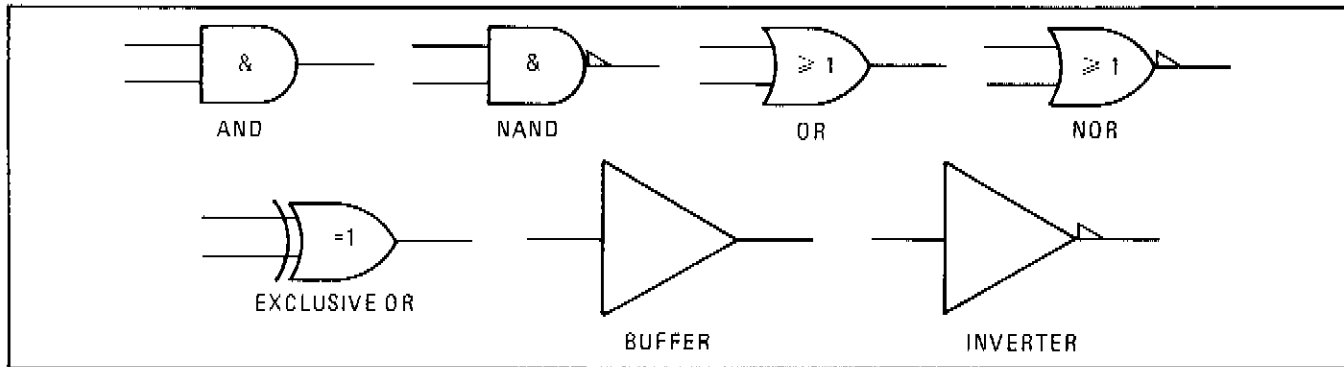 & & ⩾ 1 ⩾ 1
AND NAND OR NOR
=1
EXCLUSIVE OR
BUFFER INVERTER